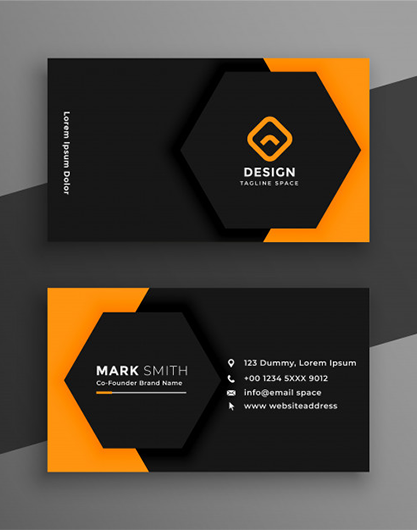 Lorem Ipsum Dolor
DESIGN
TAGLINE SPACE
MARK SMITH
Co-Founder Brand Name
123 Dummy, Lorem Ipsum
+00 1234 5XXX 9012
info@email space
www websiteaddress